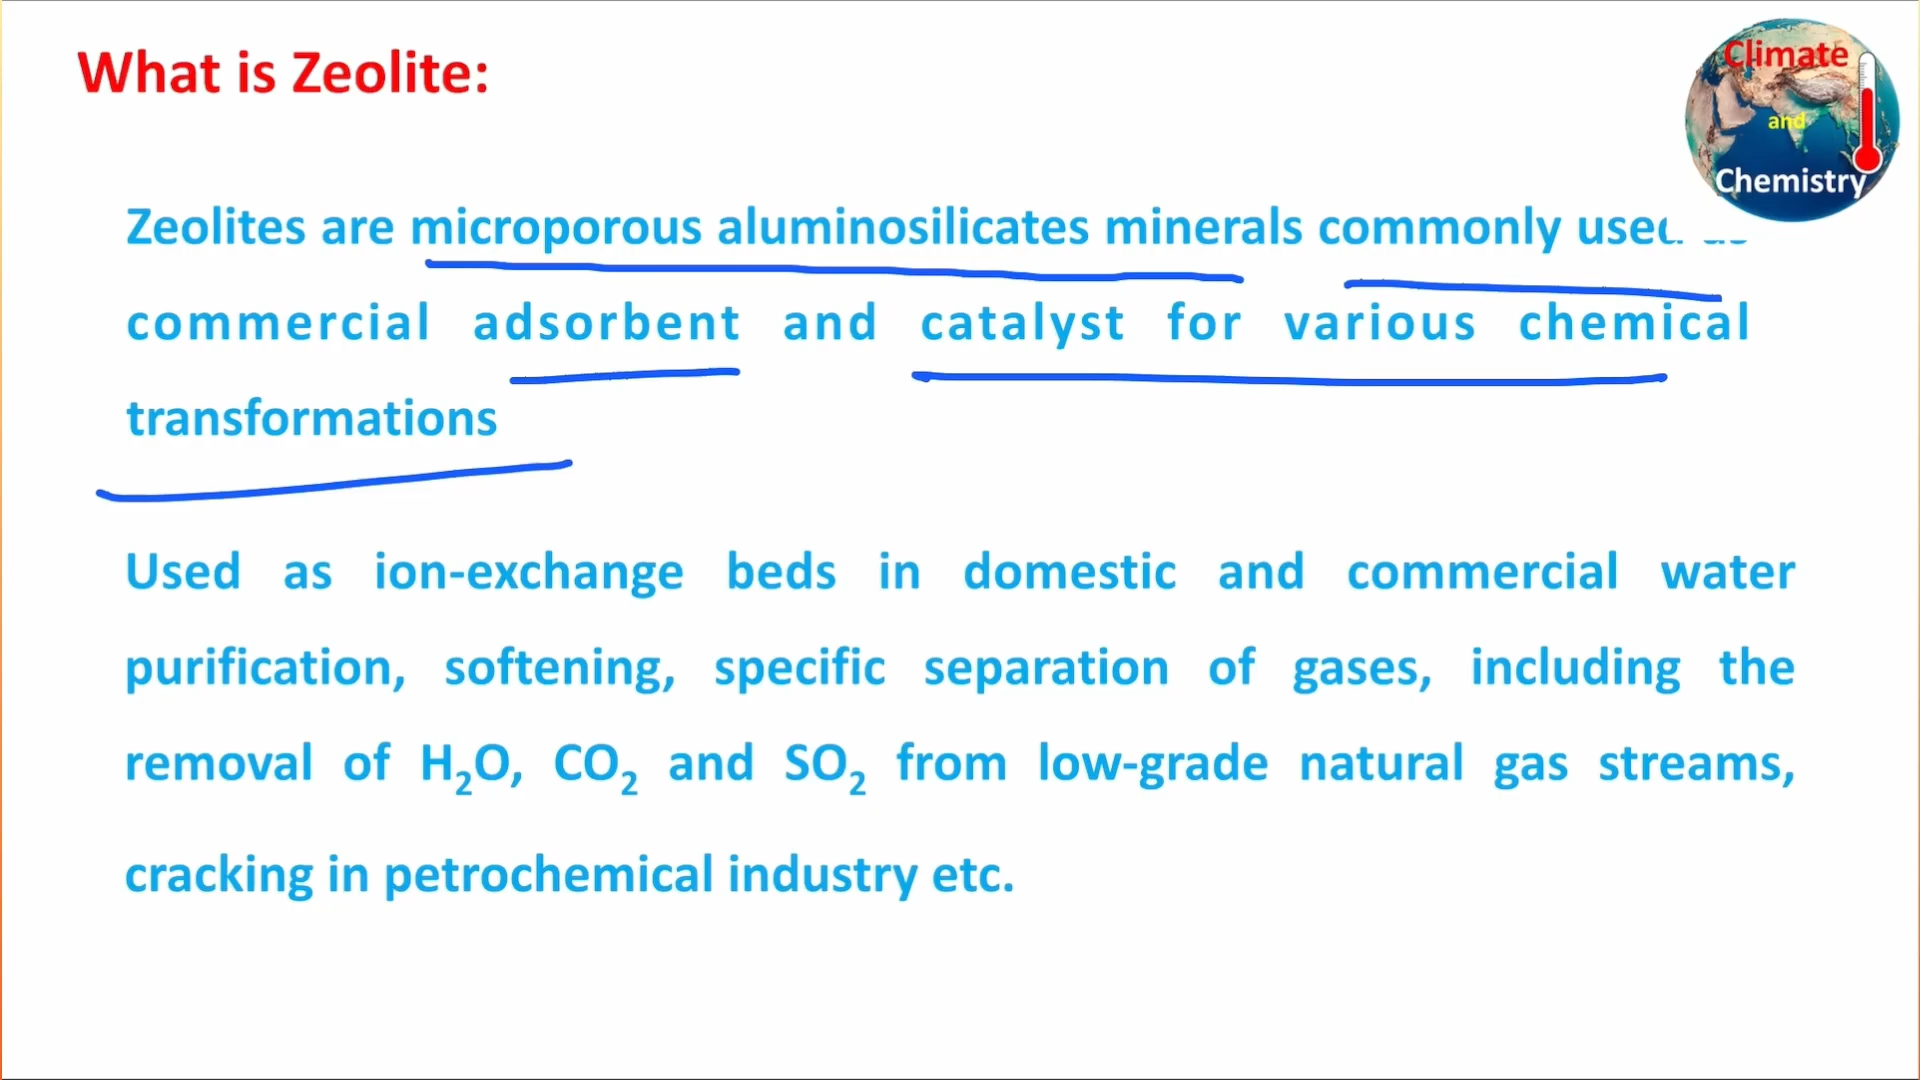 What is Zeolite:
Climate
and
Chemistry
Zeolites are microporous aluminosilicates minerals commonly used
commercial adsorbent and catalyst for various chemical
transformations
Used as ion-exchange beds in domestic and commercial water
purification, softening, specific separation of gases, including the
removal of H₂O, CO₂ and SO₂ from low-grade natural gas streams,
cracking in petrochemical industry etc.